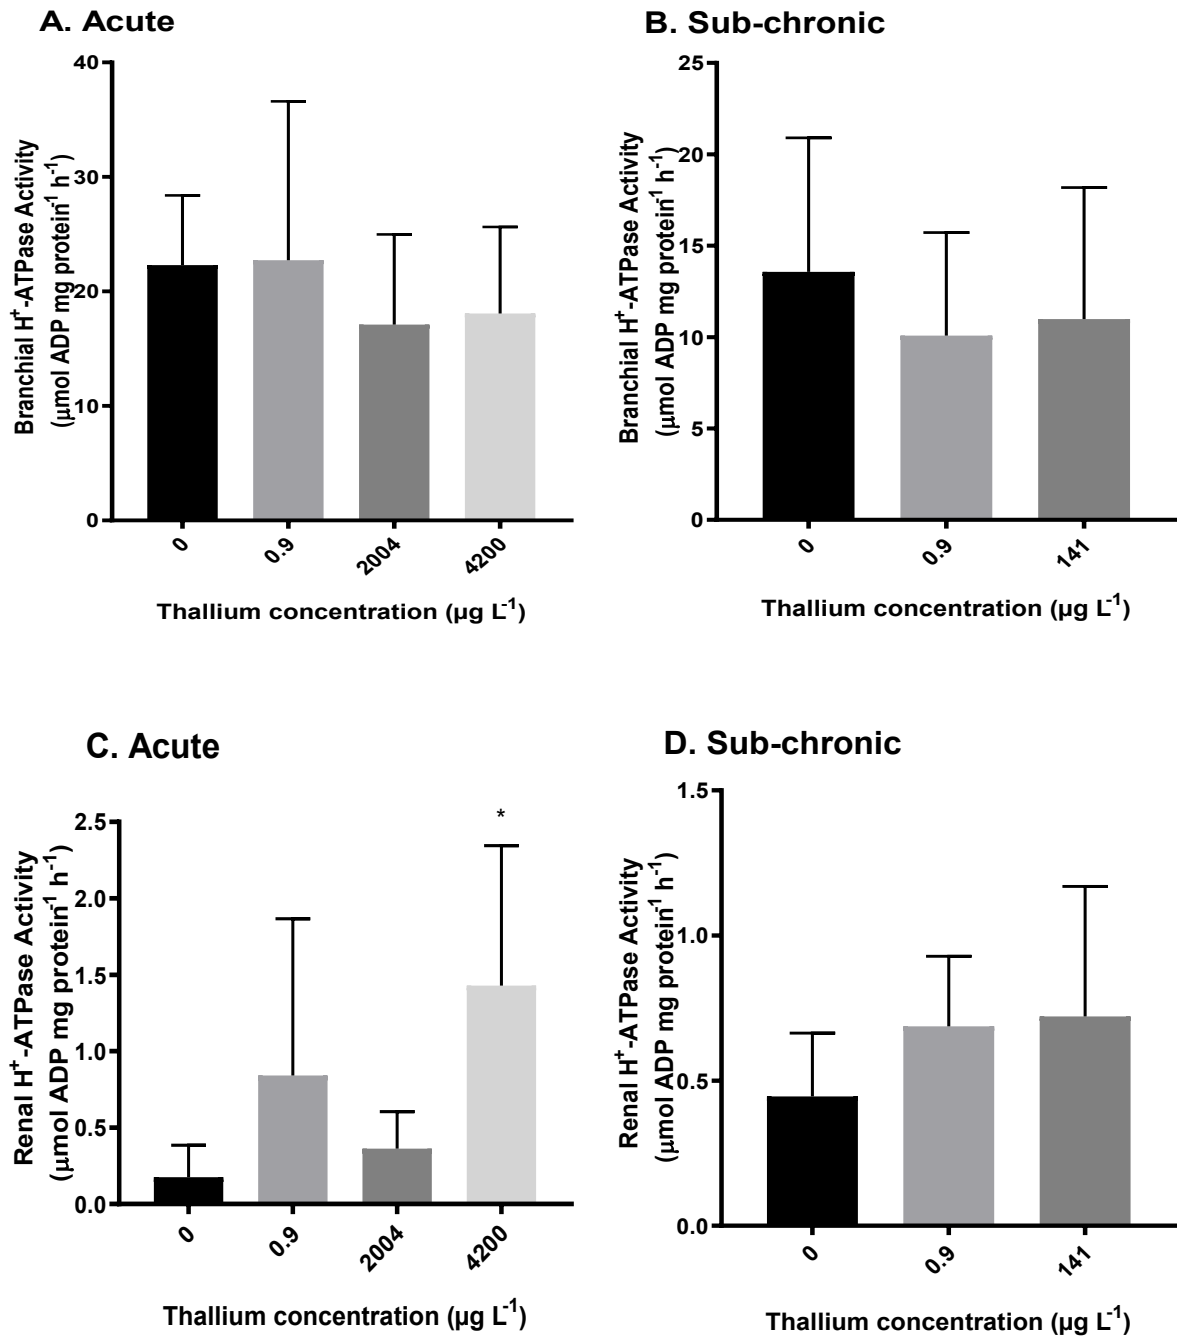 A. Acute
Branchial H⁺-ATPase Activity
(μmol ADP mg protein⁻¹ h⁻¹)
40
30
20
10
0
0
0.9
2004
4200
Thallium concentration (µg L⁻¹)
B. Sub-chronic
Branchial H⁺-ATPase Activity
(μmol ADP mg protein⁻¹ h⁻¹)
25
20
15
10
5
0
0
0.9
141
Thallium concentration (µg L⁻¹)
C. Acute
Renal H⁺-ATPase Activity
(μmol ADP mg protein⁻¹ h⁻¹)
2.5
2.0
1.5
1.0
0.5
0.0
*
0
0.9
2004
4200
Thallium concentration (µg L⁻¹)
D. Sub-chronic
Renal H⁺-ATPase Activity
(μmol ADP mg protein⁻¹ h⁻¹)
1.5
1.0
0.5
0.0
0
0.9
141
Thallium concentration (µg L⁻¹)